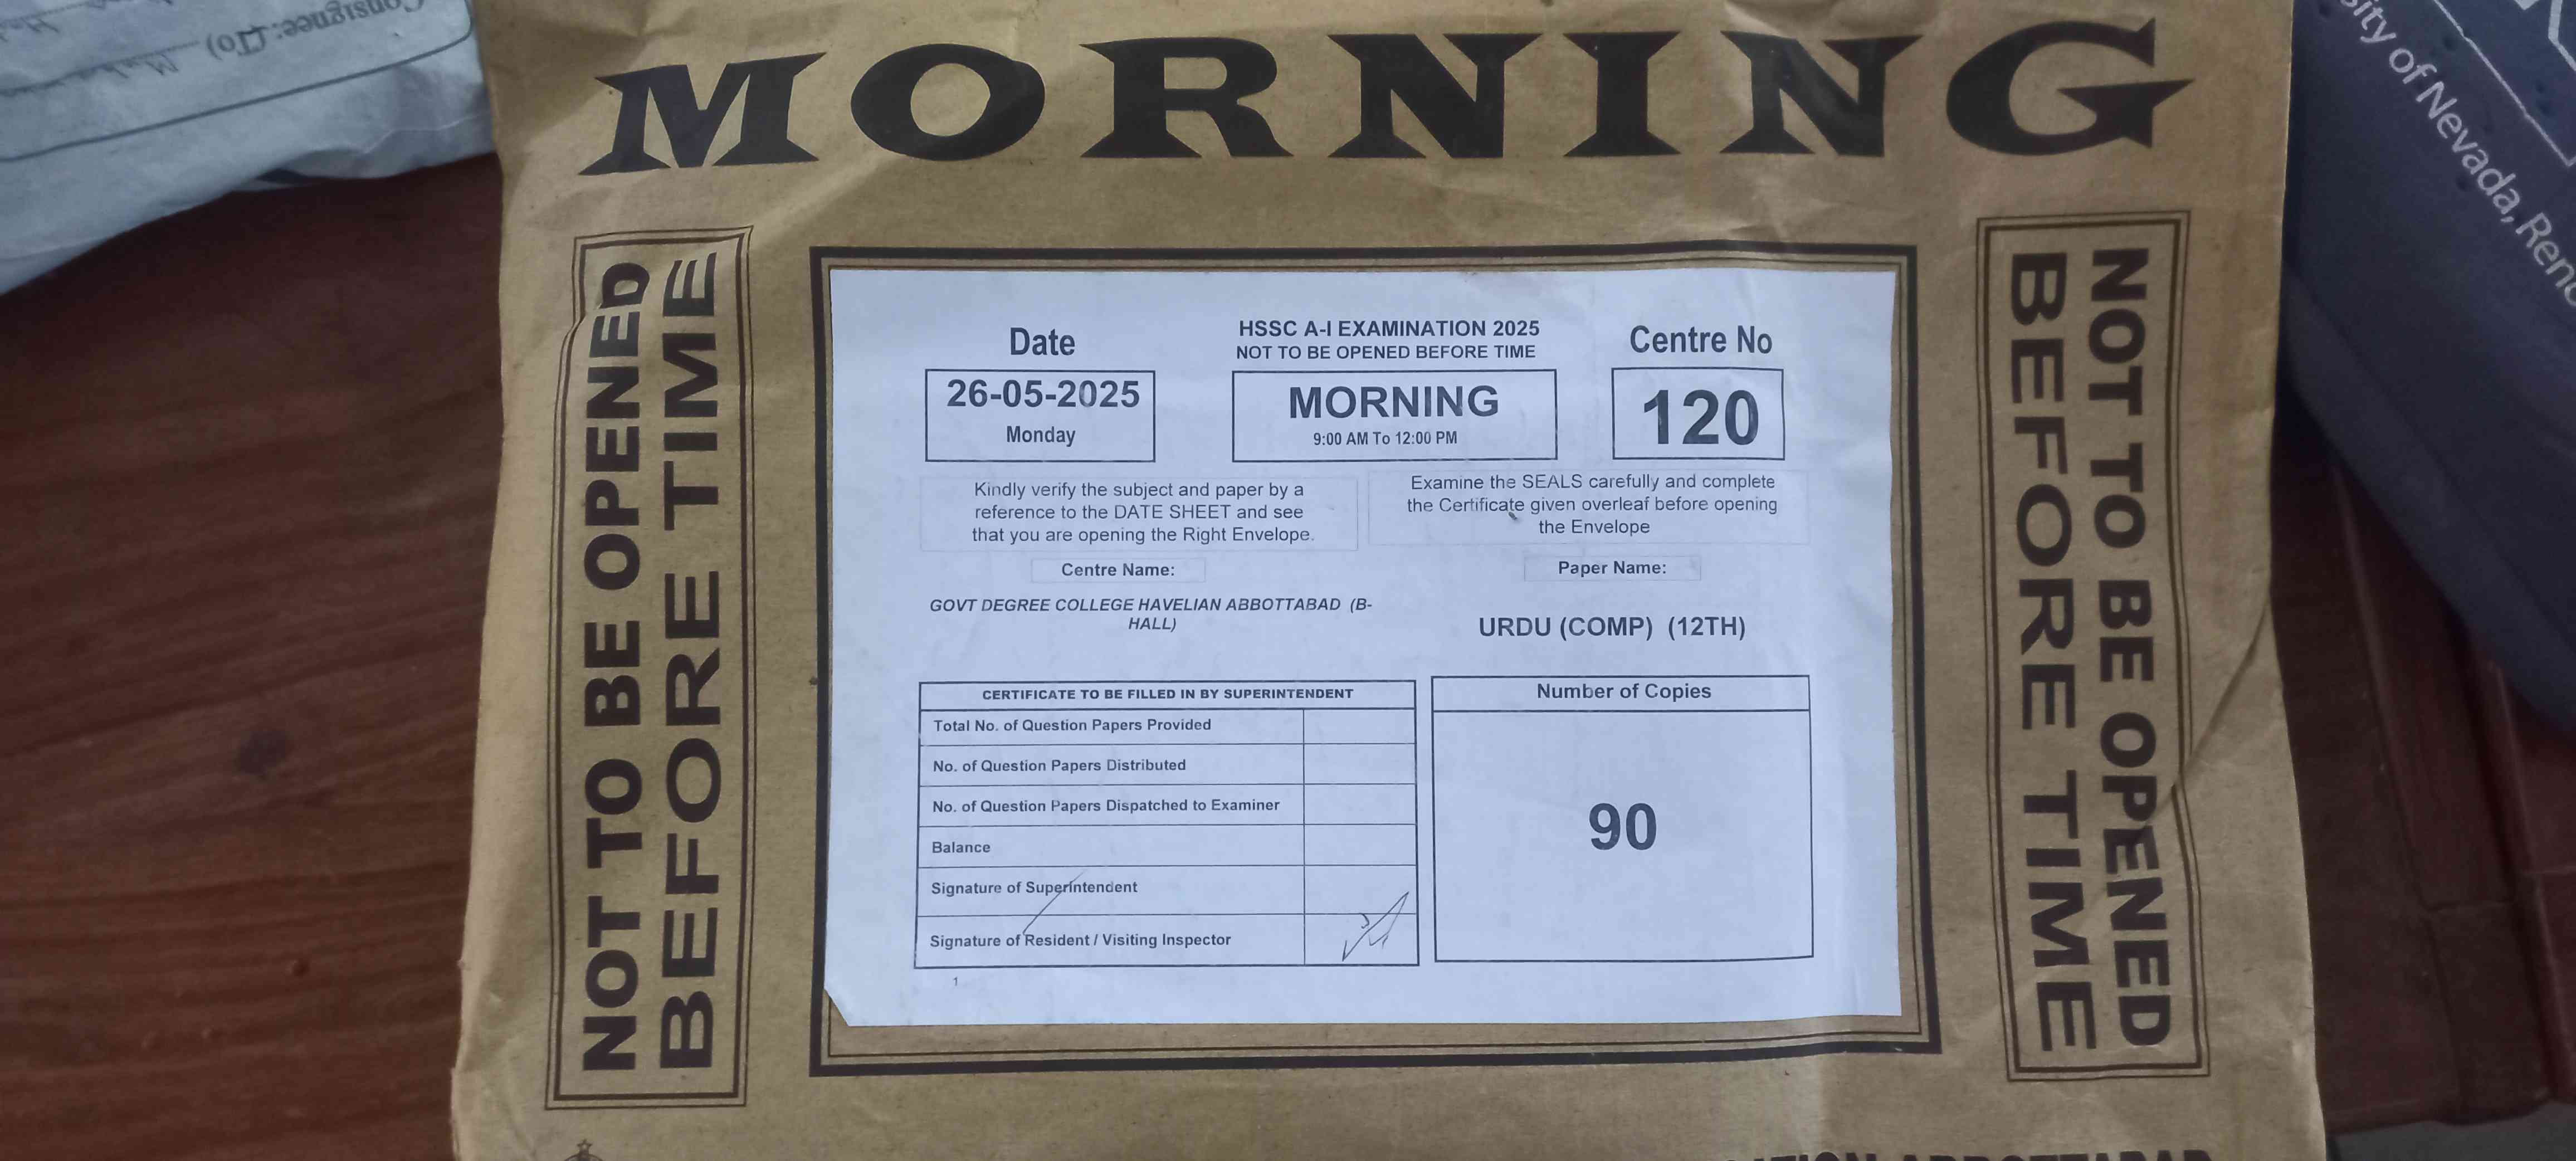 Consignee: (To)
MORNING
NOT TO BE OPENED
BEFORE TIME
Date
26-05-2025
Monday
HSSC A-I EXAMINATION 2025
NOT TO BE OPENED BEFORE TIME
MORNING
9:00 AM To 12:00 PM
Centre No
120
Kindly verify the subject and paper by a
reference to the DATE SHEET and see
that you are opening the Right Envelope.
Examine the SEALS carefully and complete
the Certificate given overleaf before opening
the Envelope
Centre Name:
GOVT DEGREE COLLEGE HAVELIAN ABBOTTABAD (B-
HALL)
Paper Name:
URDU (COMP) (12TH)
CERTIFICATE TO BE FILLED IN BY SUPERINTENDENT
Total No. of Question Papers Provided
No. of Question Papers Distributed
No. of Question Papers Dispatched to Examiner
Balance
Signature of Superintendent
Signature of Resident / Visiting Inspector
1
Number of Copies
90
NOT TO BE OPENED
BEFORE TIME
of Nevada,
ABBOTTABAD